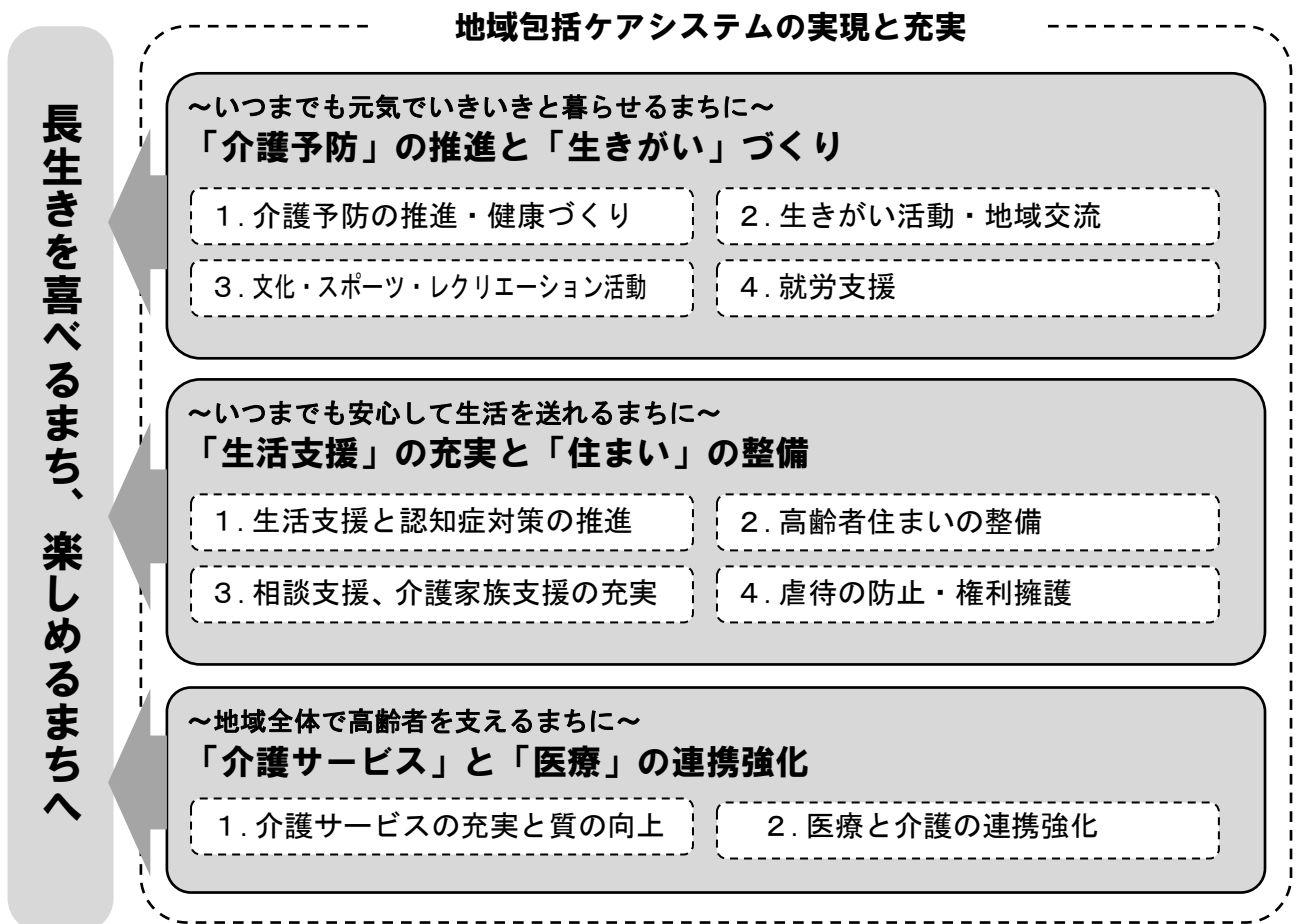 地域包括ケアシステムの実現と充実
長生きを喜べるまち、楽しめるまちへ
～いつまでも元気でいきいきと暮らせるまちに～
「介護予防」の推進と「生きがい」づくり
１．介護予防の推進・健康づくり
２．生きがい活動・地域交流
３．文化・スポーツ・レクリエーション活動
４．就労支援
～いつまでも安心して生活を送れるまちに～
「生活支援」の充実と「住まい」の整備
１．生活支援と認知症対策の推進
２．高齢者住まいの整備
３．相談支援、介護家族支援の充実
４．虐待の防止・権利擁護
～地域全体で高齢者を支えるまちに～
「介護サービス」と「医療」の連携強化
１．介護サービスの充実と質の向上
２．医療と介護の連携強化